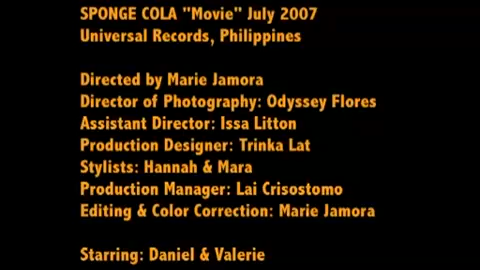 SPONGE COLA "Movie" July 2007
Universal Records, Philippines
Directed by Marie Jamora
Director of Photography: Odyssey Flores
Assistant Director: Issa Litton
Production Designer: Trinka Lat
Stylists: Hannah & Mara
Production Manager: Lai Crisostomo
Editing & Color Correction: Marie Jamora
Starring: Daniel & Valerie